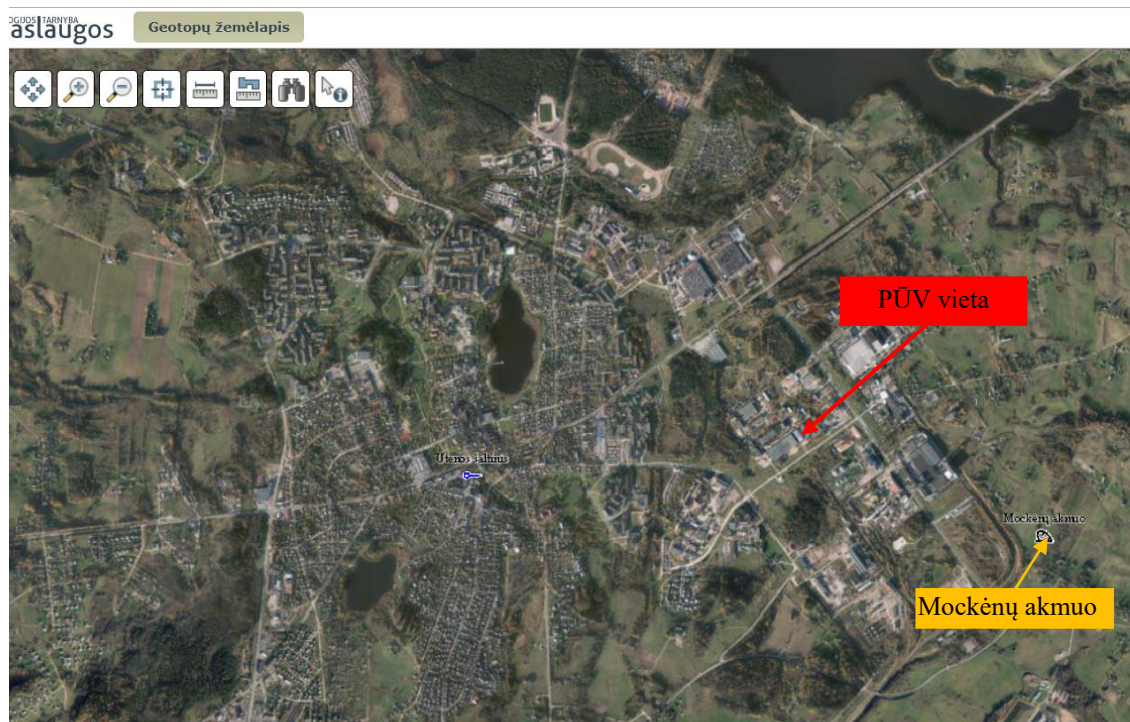 aslaugos
Geotopų žemėlapis
PŪV vieta
Utenos šaltinis
Mockėnų akmuo
Mockėnų akmuo